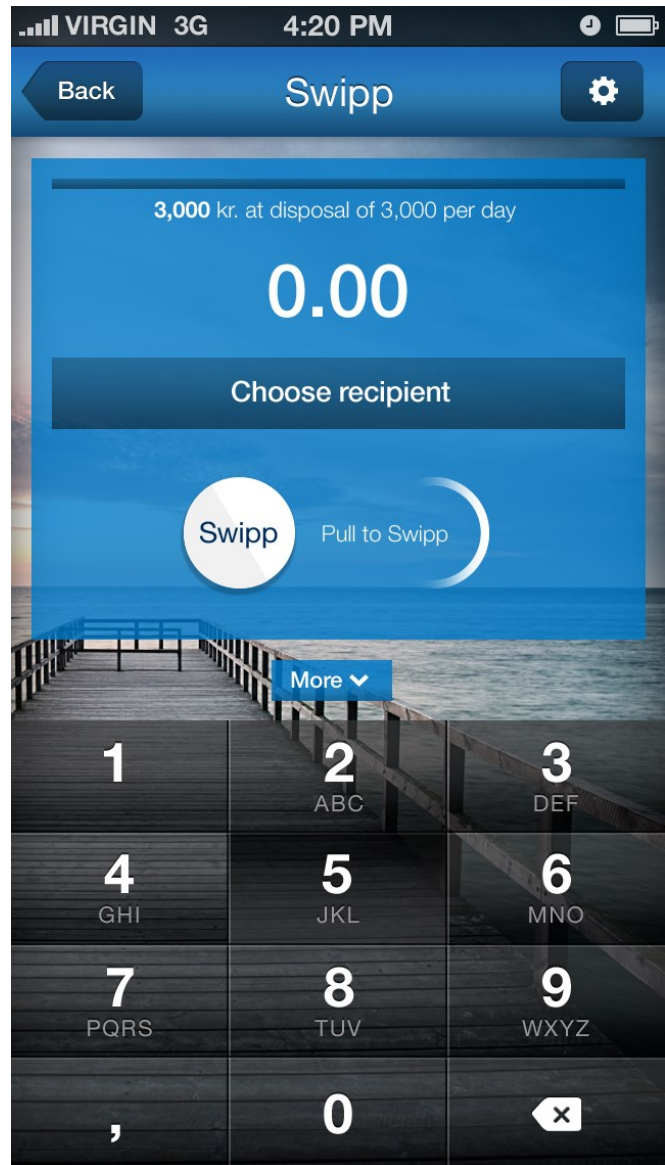 VIRGIN 3G 4:20 PM
Back Swipp
3,000 kr. at disposal of 3,000 per day
0.00
Choose recipient
Swipp Pull to Swipp
More
1 2 3
ABC DEF
4 5 6
GHI JKL MNO
7 8 9
PQRS TUV WXYZ
, 0